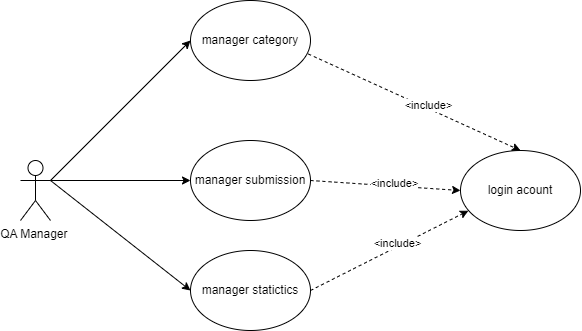 manager category
<include>
manager submission
<include>
login acount
QA Manager
<include>
manager statictics